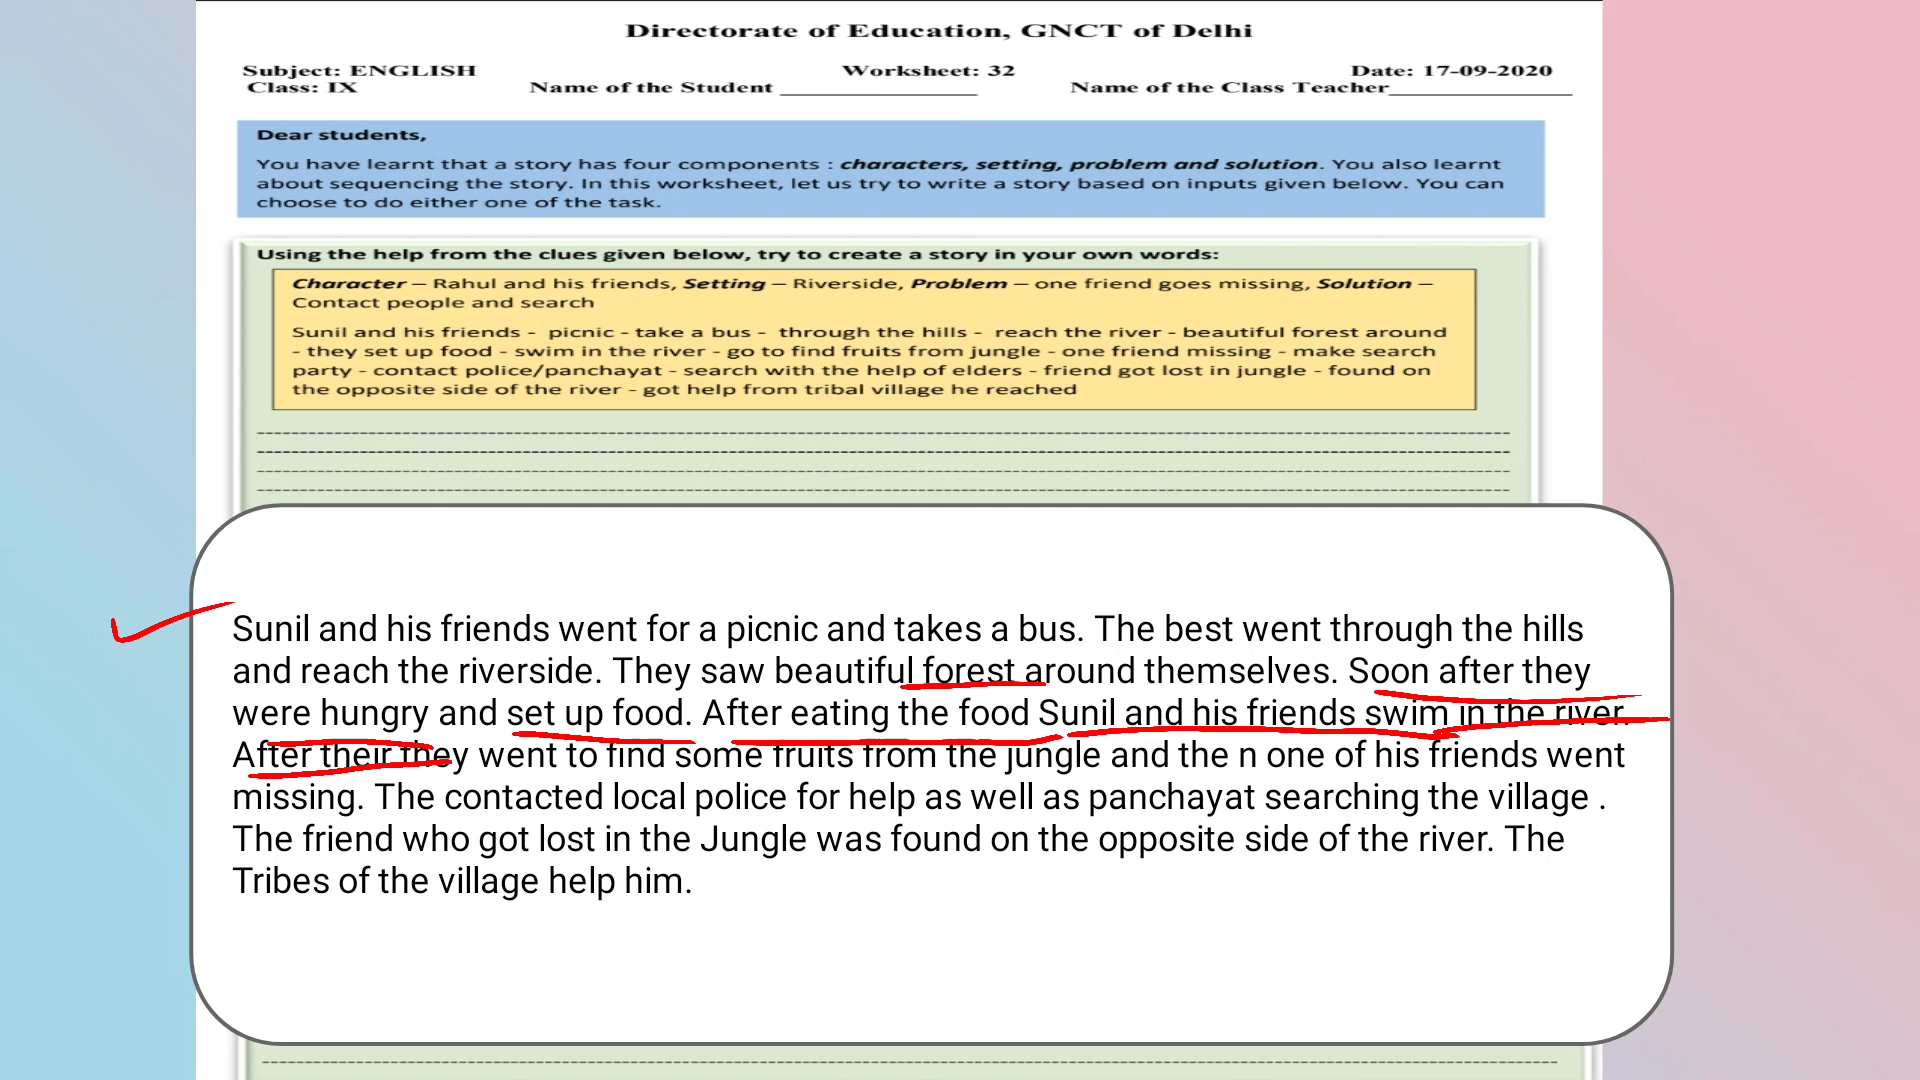 Directorate of Education, GNCT of Delhi
Subject: ENGLISH Worksheet: 32 Date: 17-09-2020
Class: IX Name of the Student ________________ Name of the Class Teacher________________
Dear students,
You have learnt that a story has four components : characters, setting, problem and solution. You also learnt
about sequencing the story. In this worksheet, let us try to write a story based on inputs given below. You can
choose to do either one of the task.
Using the help from the clues given below, try to create a story in your own words:
Character – Rahul and his friends, Setting – Riverside, Problem – one friend goes missing, Solution –
Contact people and search
Sunil and his friends - picnic - take a bus - through the hills - reach the river - beautiful forest around
- they set up food - swim in the river - go to find fruits from jungle - one friend missing - make search
party - contact police/panchayat - search with the help of elders - friend got lost in jungle - found on
the opposite side of the river - got help from tribal village he reached
Sunil and his friends went for a picnic and takes a bus. The best went through the hills
and reach the riverside. They saw beautiful forest around themselves. Soon after they
were hungry and set up food. After eating the food Sunil and his friends swim in the river.
After their they went to find some fruits from the jungle and the n one of his friends went
missing. The contacted local police for help as well as panchayat searching the village .
The friend who got lost in the Jungle was found on the opposite side of the river. The
Tribes of the village help him.